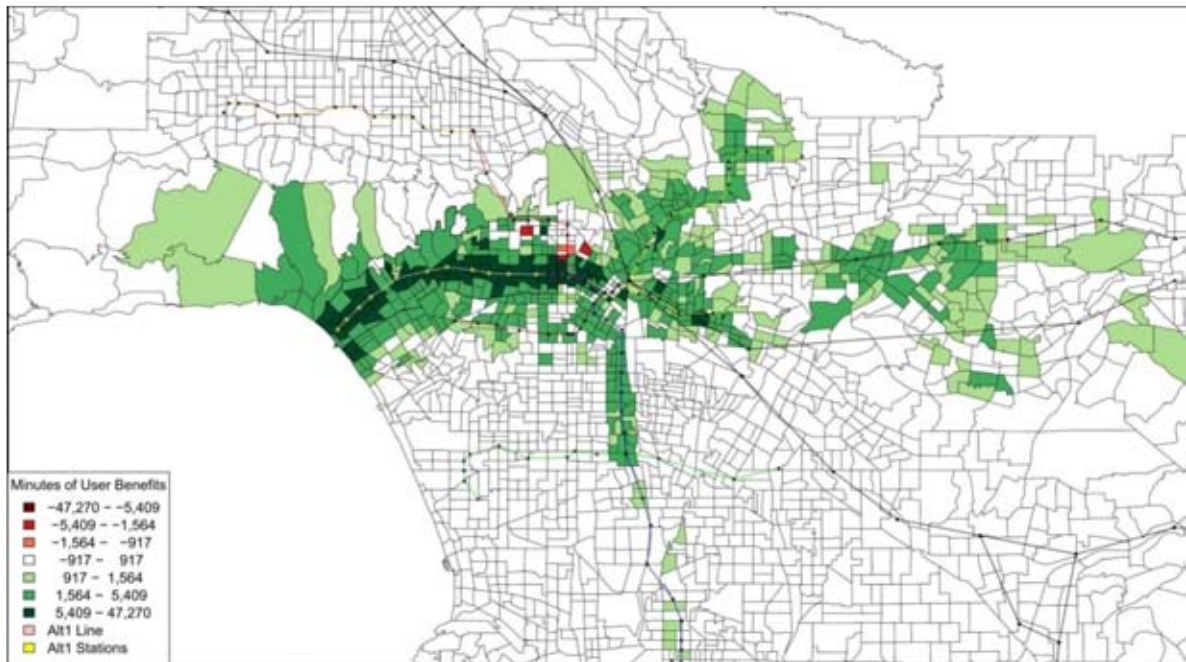 Minutes of User Benefits
−47,270 – −5,409
−5,409 – −1,564
−1,564 – −917
−917 – 917
917 – 1,564
1,564 – 5,409
5,409 – 47,270
Alt1 Line
Alt1 Stations